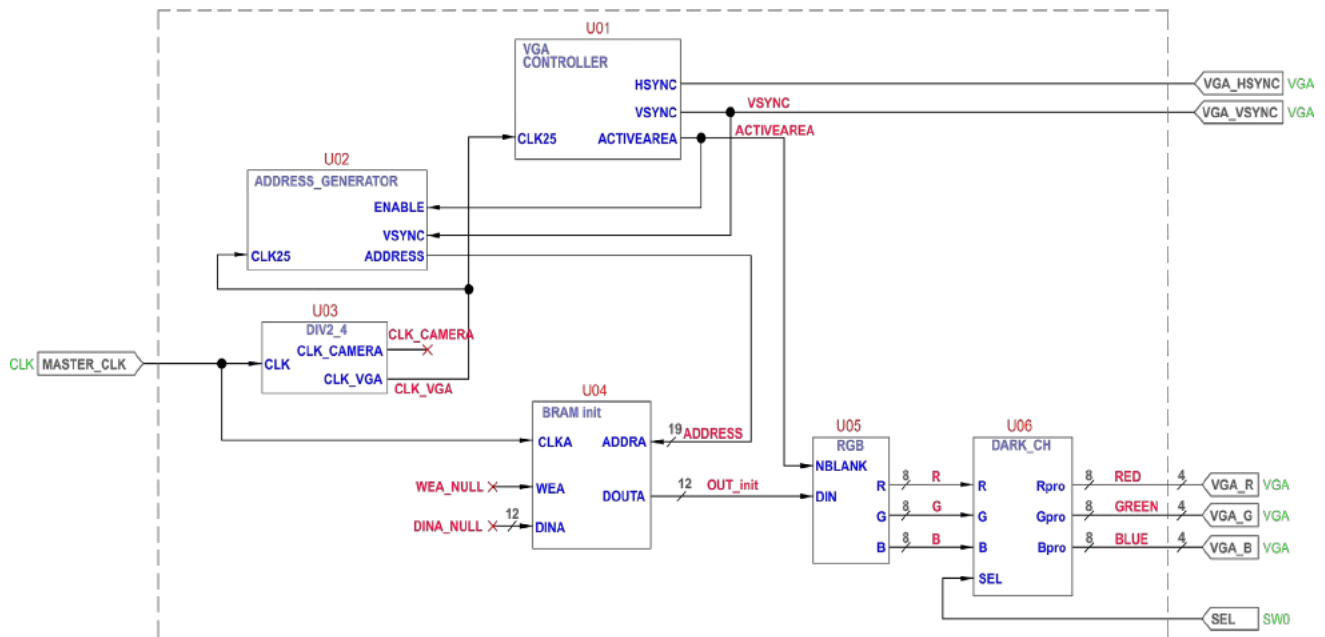 U01
VGA
CONTROLLER
HSYNC
VGA_HSYNC VGA
VSYNC
VSYNC
VGA_VSYNC VGA
ACTIVEAREA
CLK25
ACTIVEAREA
U02
ADDRESS_GENERATOR
ENABLE
VSYNC
CLK25
ADDRESS
U03
DIV2_4
CLK_CAMERA
CLK_CAMERA
CLK MASTER_CLK
CLK
CLK_VGA
CLK_VGA
U04
BRAM init
CLKA
ADDRA
19 ADDRESS
WEA_NULL
WEA
DOUTA
12 OUT_init
DINA_NULL
12
DINA
U05
RGB
NBLANK
DIN
R
8 R
G
8 G
B
8 B
U06
DARK_CH
R
Rpro
8 RED 4
VGA_R VGA
G
Gpro
8 GREEN 4
VGA_G VGA
B
Bpro
8 BLUE 4
VGA_B VGA
SEL
SEL SW0